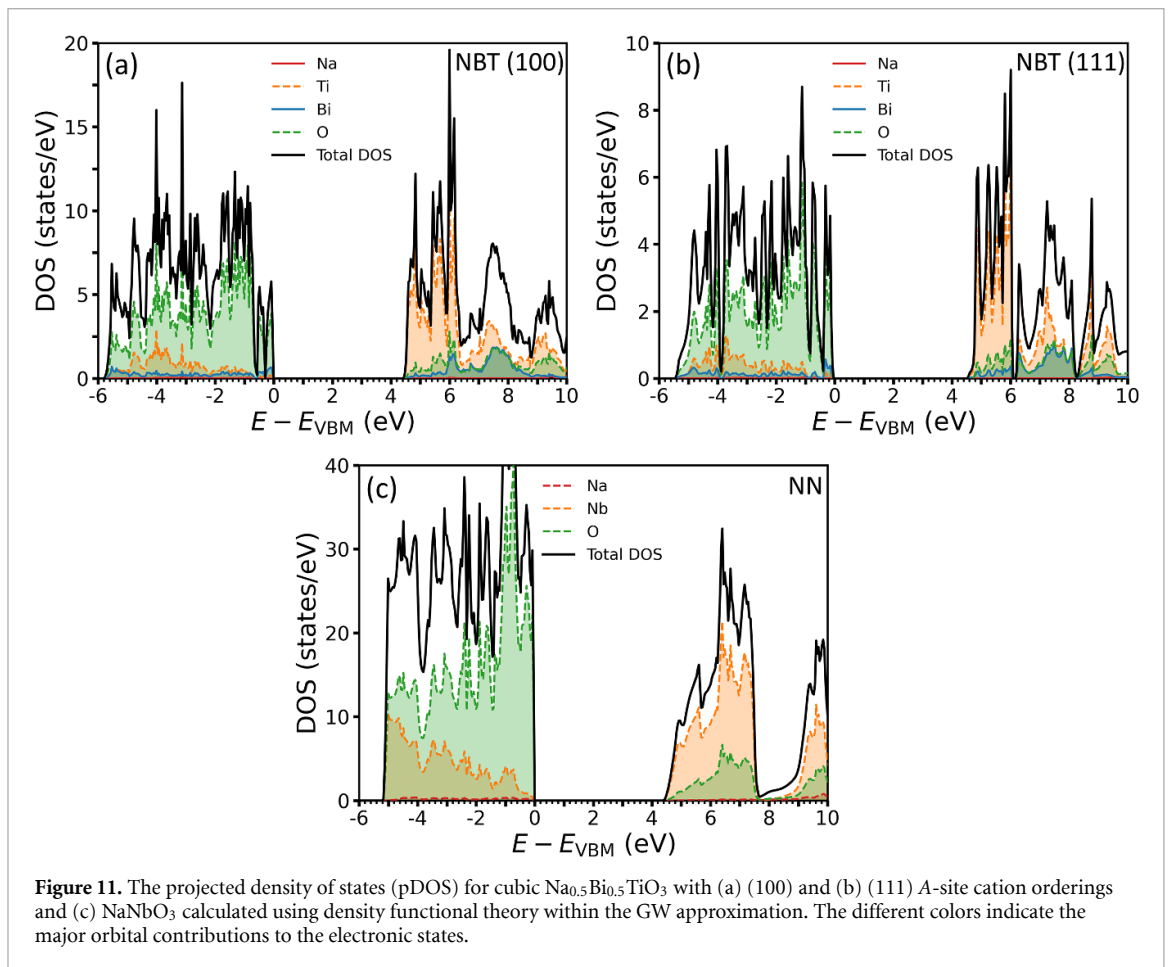 (a)
NBT (100)
Na
Ti
Bi
O
Total DOS
DOS (states/eV)
20
15
10
5
0
-6 -4 -2 0 2 4 6 8 10
E − E_VBM (eV)
(b)
NBT (111)
Na
Ti
Bi
O
Total DOS
DOS (states/eV)
10
8
6
4
2
0
-6 -4 -2 0 2 4 6 8 10
E − E_VBM (eV)
(c)
NN
Na
Nb
O
Total DOS
DOS (states/eV)
40
30
20
10
0
-6 -4 -2 0 2 4 6 8 10
E − E_VBM (eV)
Figure 11. The projected density of states (pDOS) for cubic Na₀.₅Bi₀.₅TiO₃ with (a) (100) and (b) (111) A-site cation orderings
and (c) NaNbO₃ calculated using density functional theory within the GW approximation. The different colors indicate the
major orbital contributions to the electronic states.